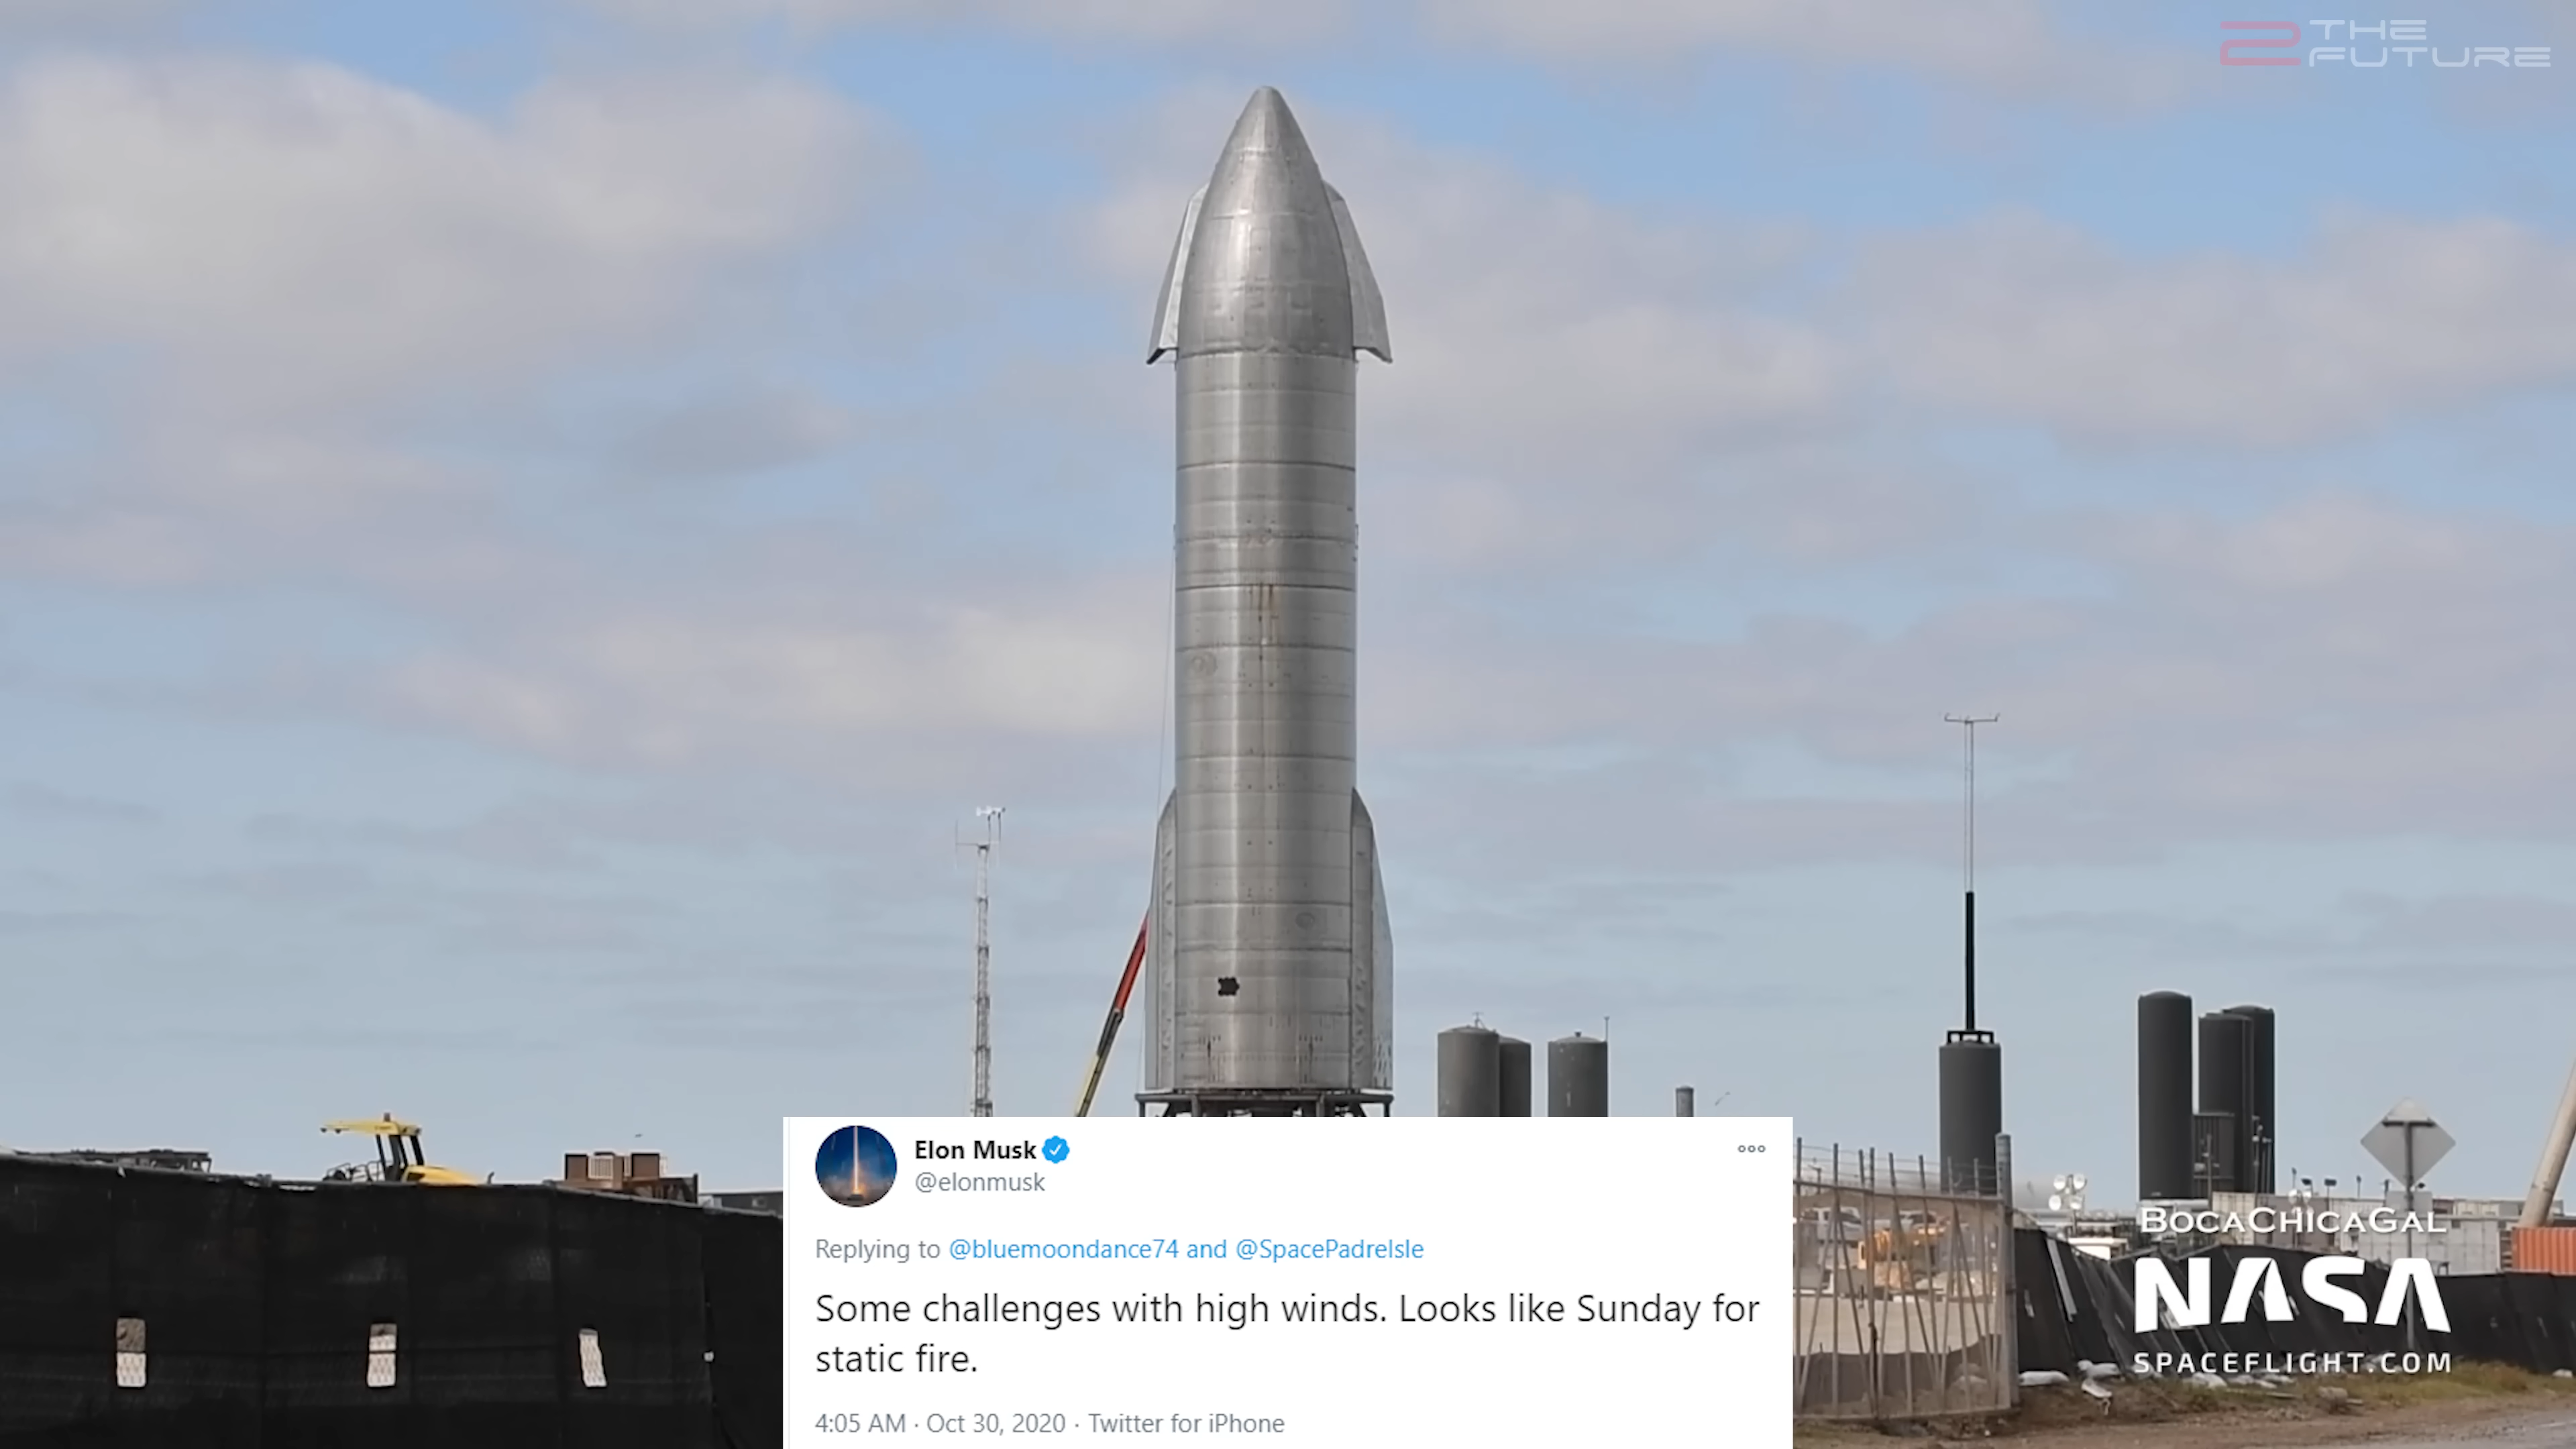 2 THE
FUTURE
Elon Musk
@elonmusk
Replying to @bluemoondance74 and @SpacePadreIsle
Some challenges with high winds. Looks like Sunday for
static fire.
4:05 AM · Oct 30, 2020 · Twitter for iPhone
BOCACHICAGAL
NASA
SPACEFLIGHT.COM